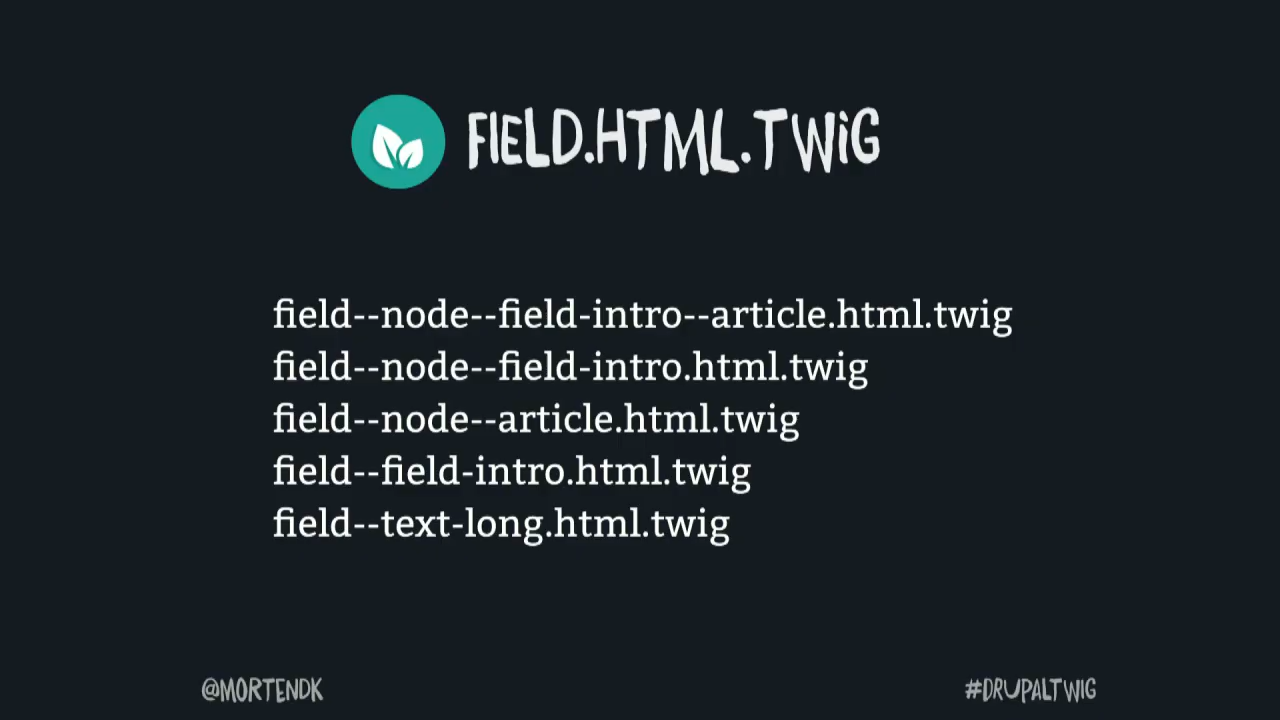 FIELD.HTML.TWiG
field--node--field-intro--article.html.twig
field--node--field-intro.html.twig
field--node--article.html.twig
field--field-intro.html.twig
field--text-long.html.twig
@MORTENDK
#DRUPALTWIG